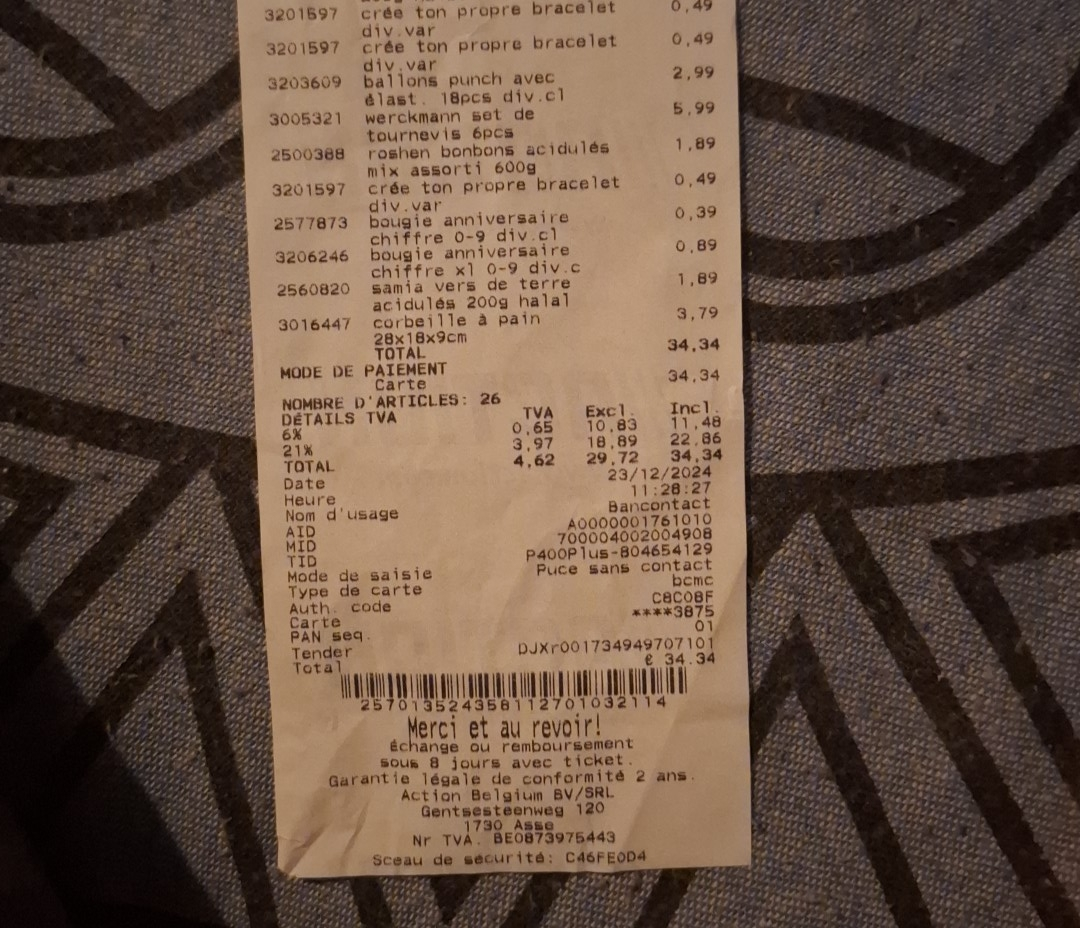 3201597 crée ton propre bracelet 0,49
div.var
3201597 crée ton propre bracelet 0,49
div.var
3203609 ballons punch avec 2,99
élast. 18pcs div.cl
3005321 werckmann set de 5,99
tournevis 6pcs
2500388 roshen bonbons acidulés 1,89
mix assorti 600g
3201597 crée ton propre bracelet 0,49
div.var
2577873 bougie anniversaire 0,39
chiffre 0-9 div.cl
3206246 bougie anniversaire 0,89
chiffre xl 0-9 div.c
2560820 samia vers de terre 1,89
acidulés 200g halal
3016447 corbeille à pain 3,79
28x18x9cm
TOTAL 34,34
MODE DE PAIEMENT
Carte 34,34
NOMBRE D'ARTICLES: 26
DÉTAILS TVA TVA Excl. Incl.
6% 0,65 10,83 11,48
21% 3,97 18,89 22,86
TOTAL 4,62 29,72 34,34
Date 23/12/2024
Heure 11:28:27
Nom d'usage Bancontact
AID A0000001761010
MID 700004002004908
TID P400Plus-804654129
Mode de saisie Puce sans contact
Type de carte bcmc
Auth. code C8C08F
Carte ****3875
PAN seq. 01
Tender DJXr001734949707101
Total € 34.34
2570135243581127010321​14
Merci et au revoir!
Échange ou remboursement
sous 8 jours avec ticket.
Garantie légale de conformité 2 ans.
Action Belgium BV/SRL
Gentsesteenweg 120
1730 Asse
Nr TVA. BE0873975443
Sceau de sécurité: C46FE0D4